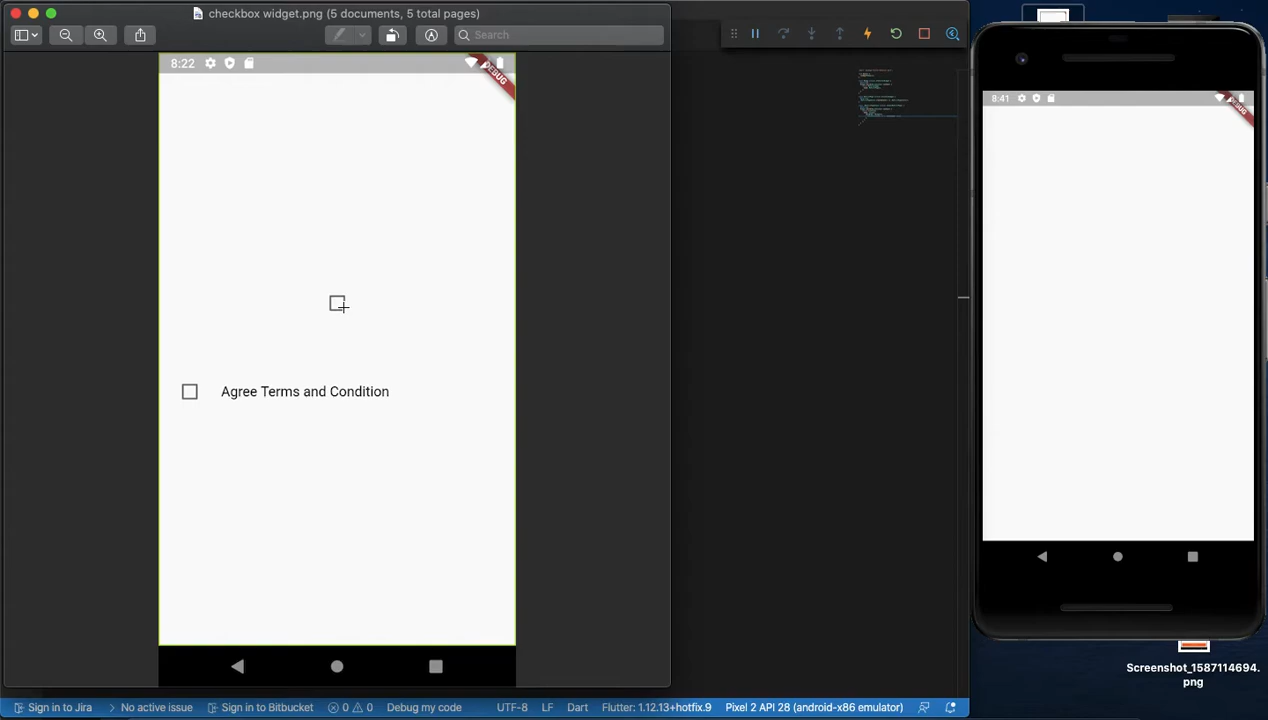 checkbox widget.png (5 documents, 5 total pages)
Search
8:22
DEBUG
Agree Terms and Condition
8:41
DEBUG
Screenshot_1587114694.
png
Sign in to Jira
No active issue
Sign in to Bitbucket
0
0
Debug my code
UTF-8
LF
Dart
Flutter: 1.12.13+hotfix.9
Pixel 2 API 28 (android-x86 emulator)